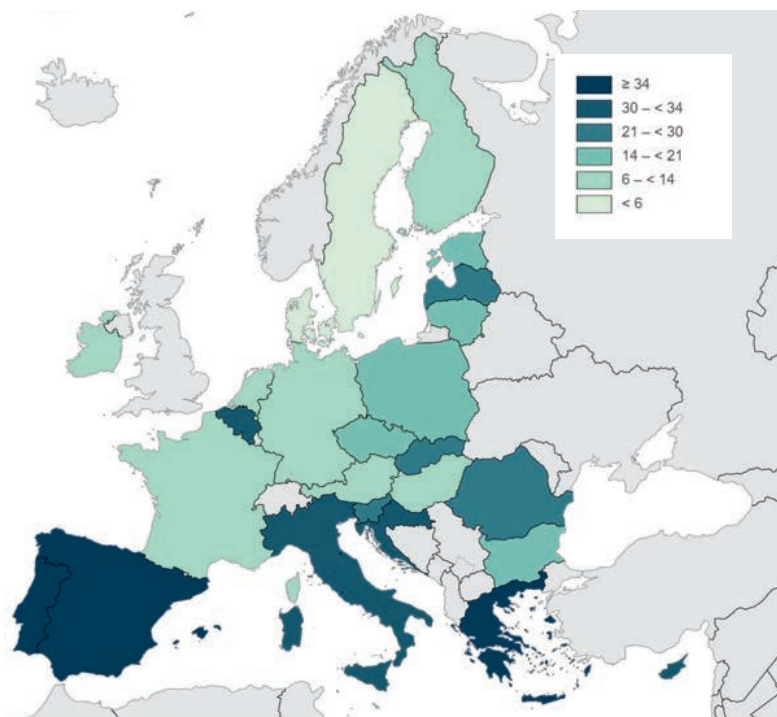 ≥ 34
30 – < 34
21 – < 30
14 – < 21
6 – < 14
< 6